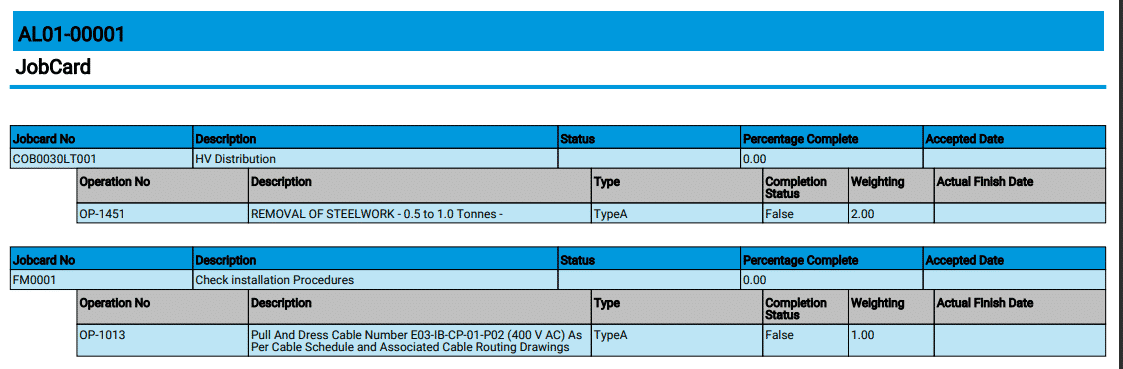 AL01-00001
JobCard
Jobcard No Description Status Percentage Complete Accepted Date
COB0030LT001 HV Distribution 0.00
Operation No Description Type Completion Status Weighting Actual Finish Date
OP-1451 REMOVAL OF STEELWORK - 0.5 to 1.0 Tonnes - TypeA False 2.00
Jobcard No Description Status Percentage Complete Accepted Date
FM0001 Check installation Procedures 0.00
Operation No Description Type Completion Status Weighting Actual Finish Date
OP-1013 Pull And Dress Cable Number E03-IB-CP-01-P02 (400 V AC) As TypeA False 1.00
Per Cable Schedule and Associated Cable Routing Drawings